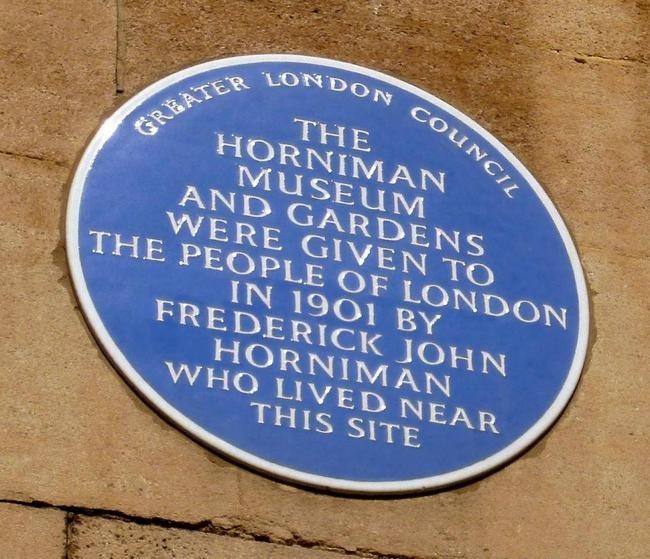 GREATER LONDON COUNCIL
THE
HORNIMAN
MUSEUM
AND GARDENS
WERE GIVEN TO
THE PEOPLE OF LONDON
IN 1901 BY
FREDERICK JOHN
HORNIMAN
WHO LIVED NEAR
THIS SITE